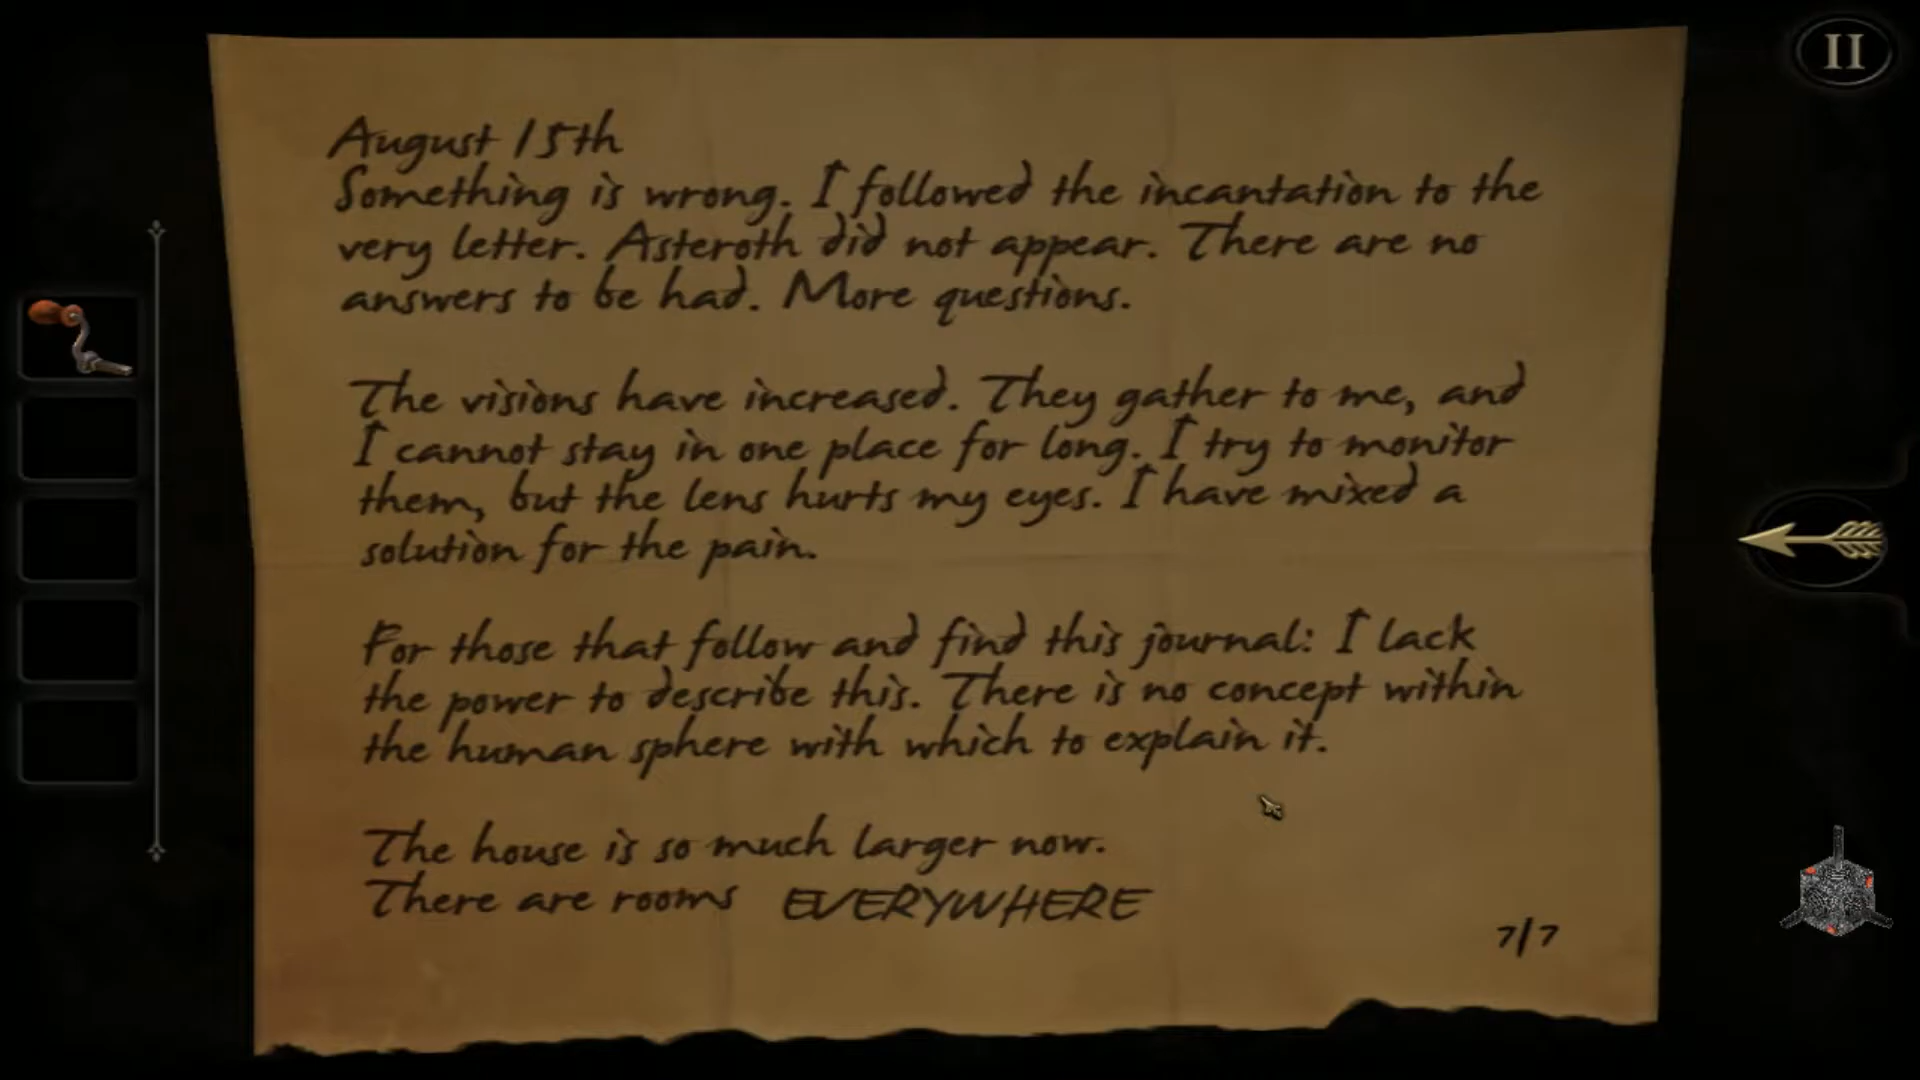 August 15th
Something is wrong. I followed the incantation to the
very letter. Asteroth did not appear. There are no
answers to be had. More questions.
The visions have increased. They gather to me, and
I cannot stay in one place for long. I try to monitor
them, but the lens hurts my eyes. I have mixed a
solution for the pain.
For those that follow and find this journal: I lack
the power to describe this. There is no concept within
the human sphere with which to explain it.
The house is so much larger now.
There are rooms EVERYWHERE
7/7
II